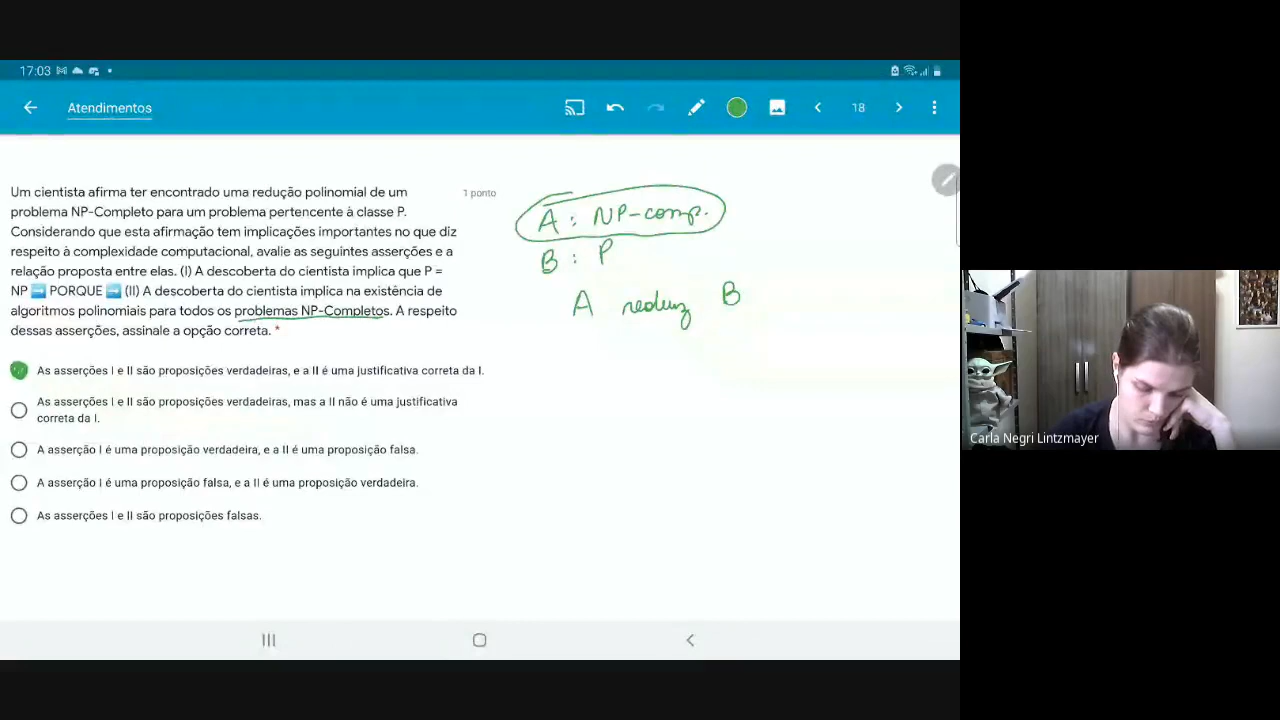 17:03
Atendimentos
18
Um cientista afirma ter encontrado uma redução polinomial de um
1 ponto
problema NP-Completo para um problema pertencente à classe P.
Considerando que esta afirmação tem implicações importantes no que diz
respeito à complexidade computacional, avalie as seguintes asserções e a
relação proposta entre elas. (I) A descoberta do cientista implica que P =
NP ➡️ PORQUE ➡️ (II) A descoberta do cientista implica na existência de
algoritmos polinomiais para todos os problemas NP-Completos. A respeito
dessas asserções, assinale a opção correta. *
As asserções I e II são proposições verdadeiras, e a II é uma justificativa correta da I.
As asserções I e II são proposições verdadeiras, mas a II não é uma justificativa
correta da I.
A asserção I é uma proposição verdadeira, e a II é uma proposição falsa.
A asserção I é uma proposição falsa, e a II é uma proposição verdadeira.
As asserções I e II são proposições falsas.
A : NP-comp.
B : P
A reduz B
Carla Negri Lintzmayer